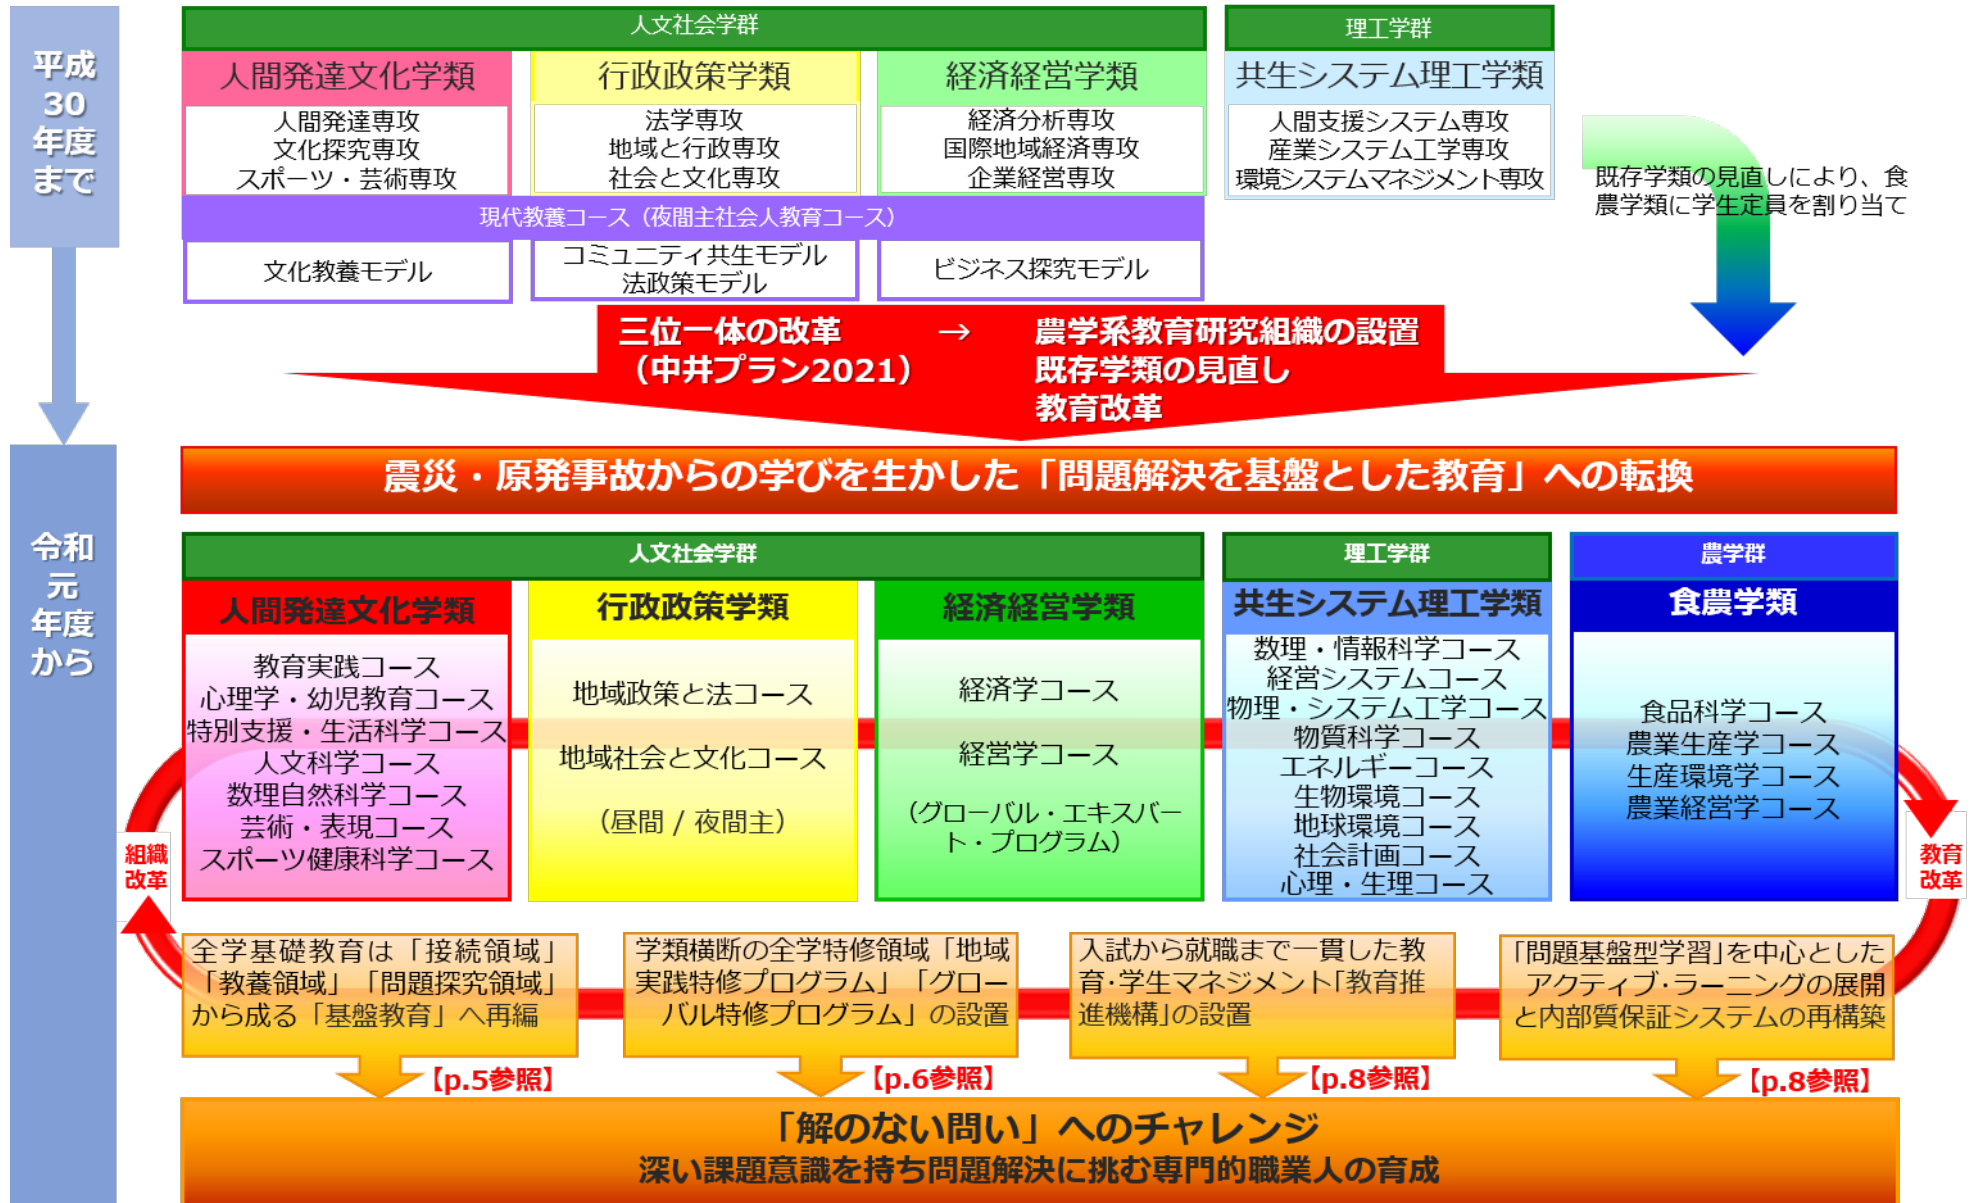 平成
30
年度
まで
人文社会学群
理工学群
人間発達文化学類
行政政策学類
経済経営学類
共生システム理工学類
人間発達専攻
文化探究専攻
スポーツ・芸術専攻
法学専攻
地域と行政専攻
社会と文化専攻
経済分析専攻
国際地域経済専攻
企業経営専攻
人間支援システム専攻
産業システム工学専攻
環境システムマネジメント専攻
既存学類の見直しにより、食
農学類に学生定員を割り当て
現代教養コース（夜間主社会人教育コース）
文化教養モデル
コミュニティ共生モデル
法政策モデル
ビジネス探究モデル
三位一体の改革 → 農学系教育研究組織の設置
（中井プラン2021） 既存学類の見直し
教育改革
震災・原発事故からの学びを生かした「問題解決を基盤とした教育」への転換
令和
元
年度
から
人文社会学群
理工学群
農学群
人間発達文化学類
行政政策学類
経済経営学類
共生システム理工学類
食農学類
教育実践コース
心理学・幼児教育コース
特別支援・生活科学コース
人文科学コース
数理自然科学コース
芸術・表現コース
スポーツ健康科学コース
地域政策と法コース
地域社会と文化コース
（昼間 / 夜間主）
経済学コース
経営学コース
（グローバル・エキスパー
ト・プログラム）
数理・情報科学コース
経営システムコース
物理・システム工学コース
物質科学コース
エネルギーコース
生物環境コース
地球環境コース
社会計画コース
心理・生理コース
食品科学コース
農業生産学コース
生産環境学コース
農業経営学コース
組織
改革
教育
改革
全学基礎教育は「接続領域」
「教養領域」「問題探究領域」
から成る「基盤教育」へ再編
学類横断の全学特修領域「地域
実践特修プログラム」「グロー
バル特修プログラム」の設置
入試から就職まで一貫した教
育･学生マネジメント｢教育推
進機構｣の設置
｢問題基盤型学習｣を中心とした
アクティブ･ラーニングの展開
と内部質保証システムの再構築
【p.5参照】
【p.6参照】
【p.8参照】
【p.8参照】
「解のない問い」へのチャレンジ
深い課題意識を持ち問題解決に挑む専門的職業人の育成